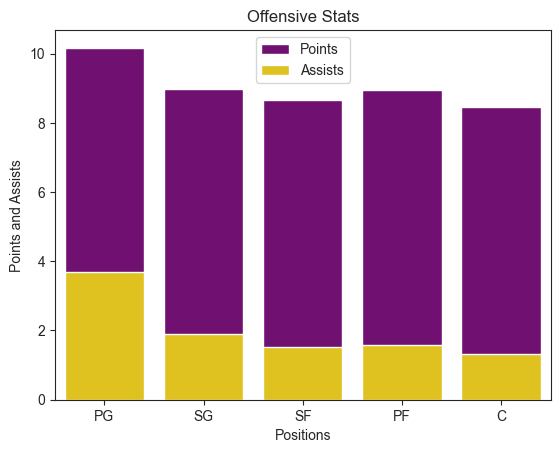 Offensive Stats
Points
Assists
Points and Assists
10
8
6
4
2
0
PG SG SF PF C
Positions